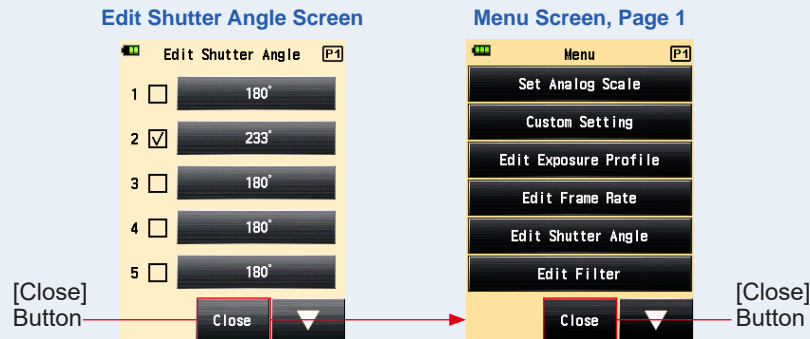 Edit Shutter Angle Screen
Edit Shutter Angle P1
1 180°
2 233°
3 180°
4 180°
5 180°
Close
[Close]
Button
Menu Screen, Page 1
Menu P1
Set Analog Scale
Custom Setting
Edit Exposure Profile
Edit Frame Rate
Edit Shutter Angle
Edit Filter
Close
[Close]
Button